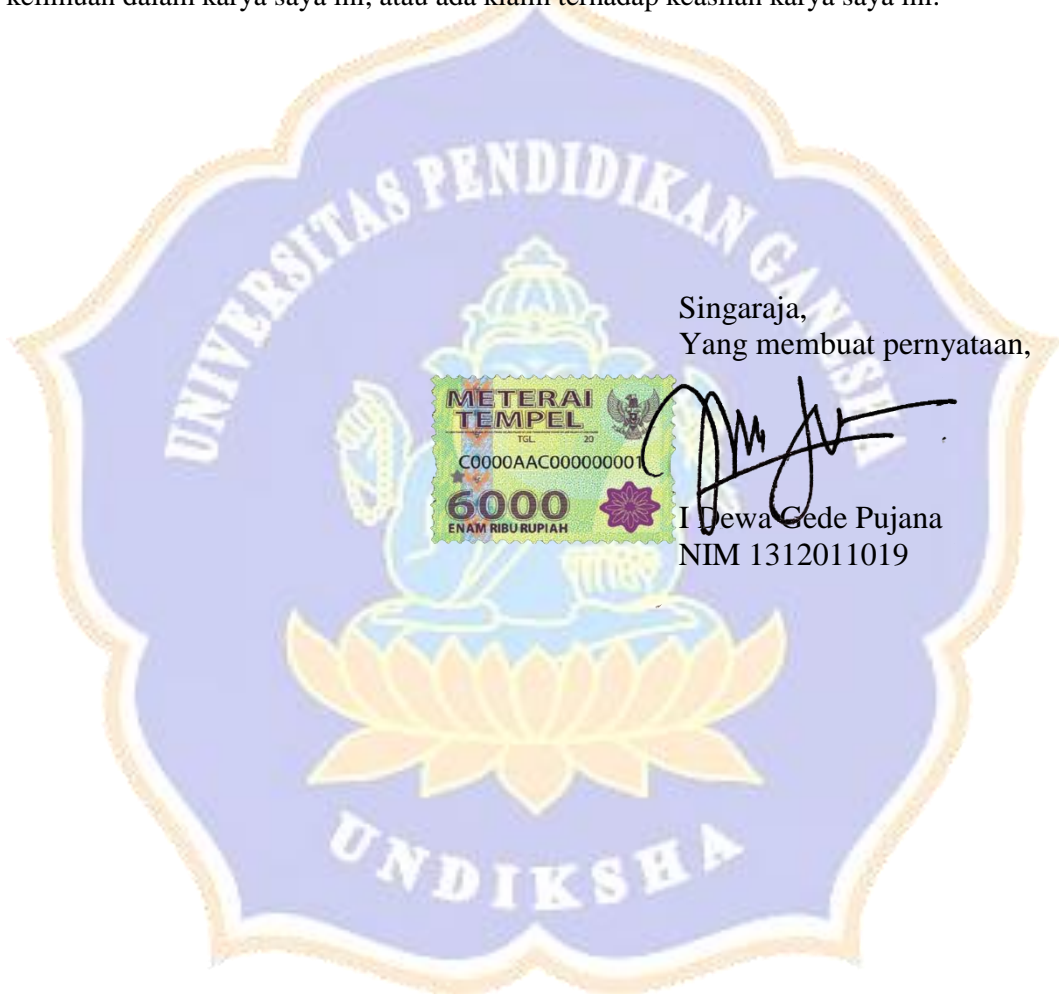 keilmuan dalam karya saya ini, atau ada klaim terhadap keaslian karya saya ini.
UNIVERSITAS PENDIDIKAN GANESHA
Singaraja,
Yang membuat pernyataan,
METERAI
TEMPEL
TGL. 20
C0000AAC000000001
6000
ENAM RIBU RUPIAH
I Dewa Gede Pujana
NIM 1312011019
UNDIKSHA